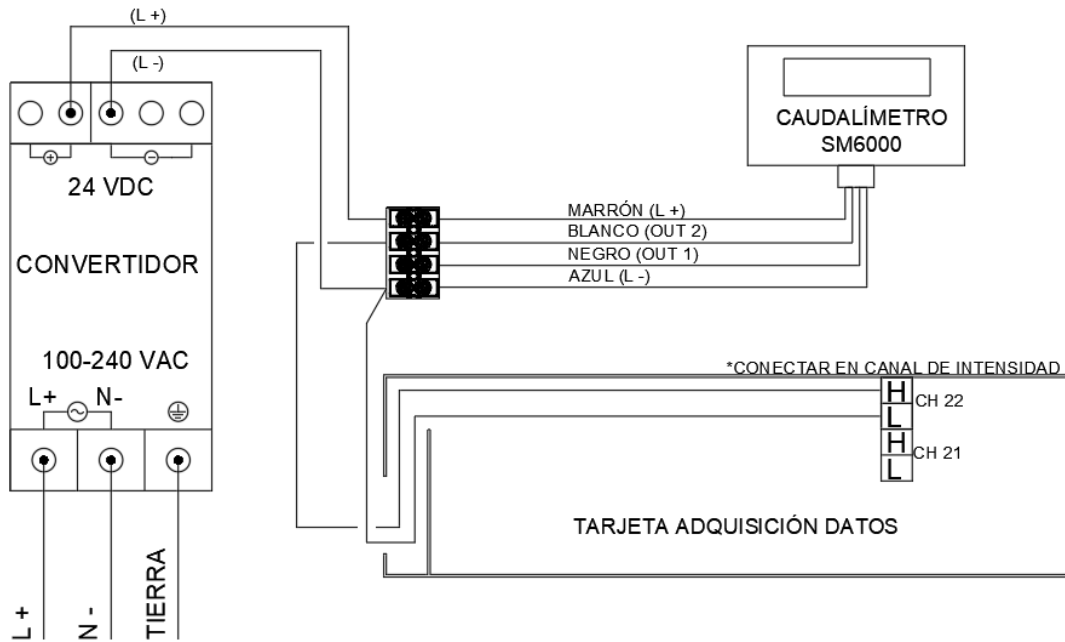 (L +)
(L -)
24 VDC
CONVERTIDOR
100-240 VAC
L+ N-
L +
N -
TIERRA
CAUDALÍMETRO
SM6000
MARRÓN (L +)
BLANCO (OUT 2)
NEGRO (OUT 1)
AZUL (L -)
*CONECTAR EN CANAL DE INTENSIDAD
H
L
CH 22
H
L
CH 21
TARJETA ADQUISICIÓN DATOS